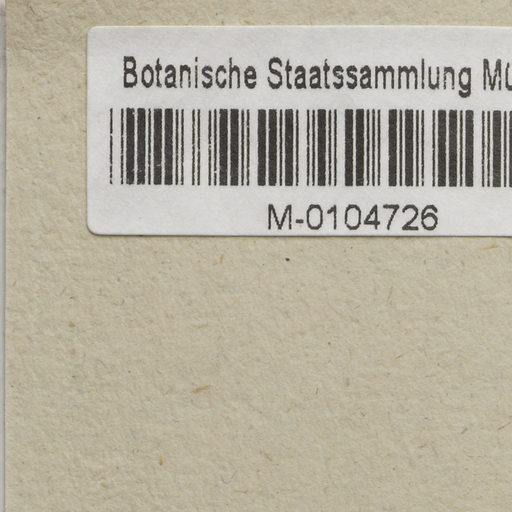 Botanische Staatssammlung Mü
M-0104726